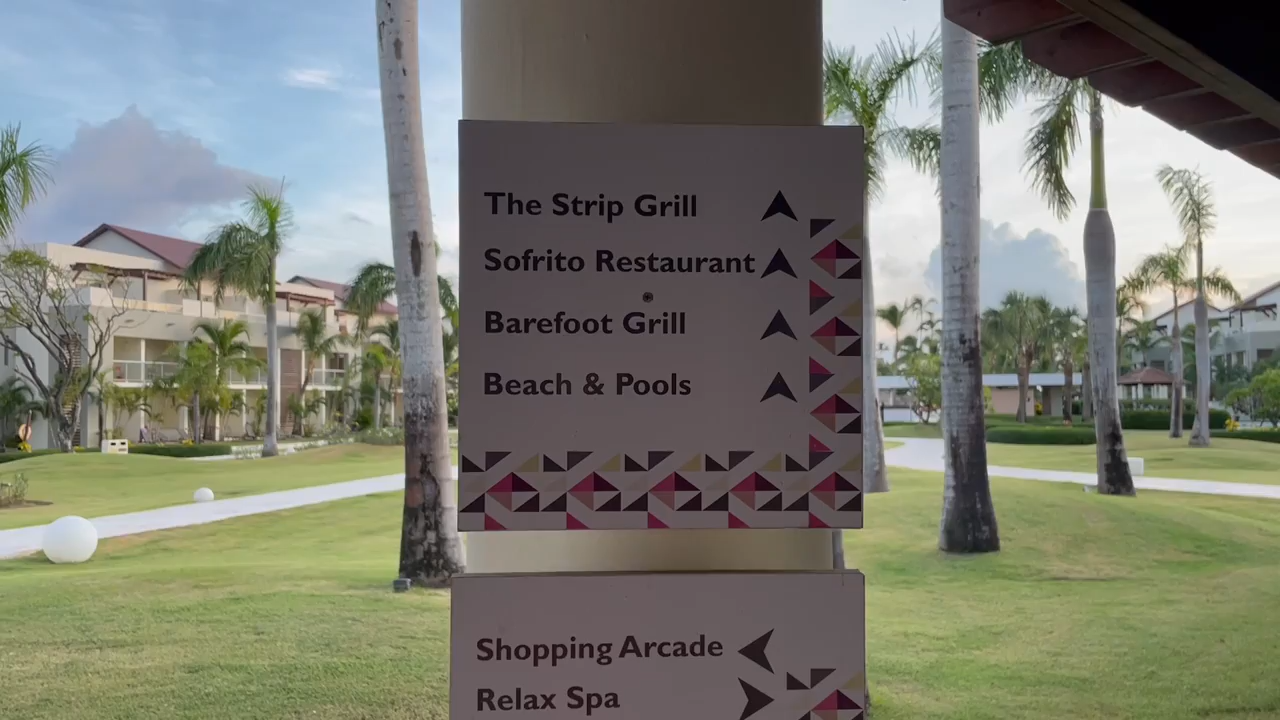 The Strip Grill
Sofrito Restaurant
Barefoot Grill
Beach & Pools
Shopping Arcade
Relax Spa